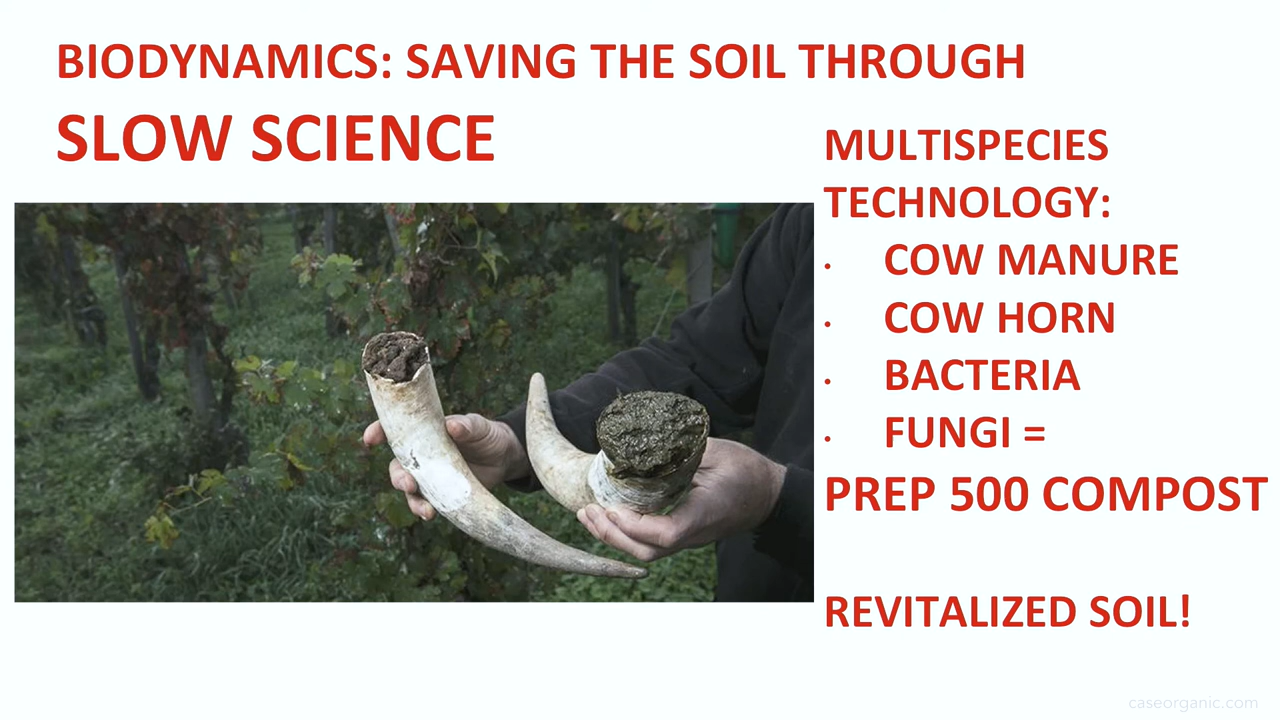 BIODYNAMICS: SAVING THE SOIL THROUGH
SLOW SCIENCE
MULTISPECIES
TECHNOLOGY:
· COW MANURE
· COW HORN
· BACTERIA
· FUNGI =
PREP 500 COMPOST
REVITALIZED SOIL!
caseorganic.com